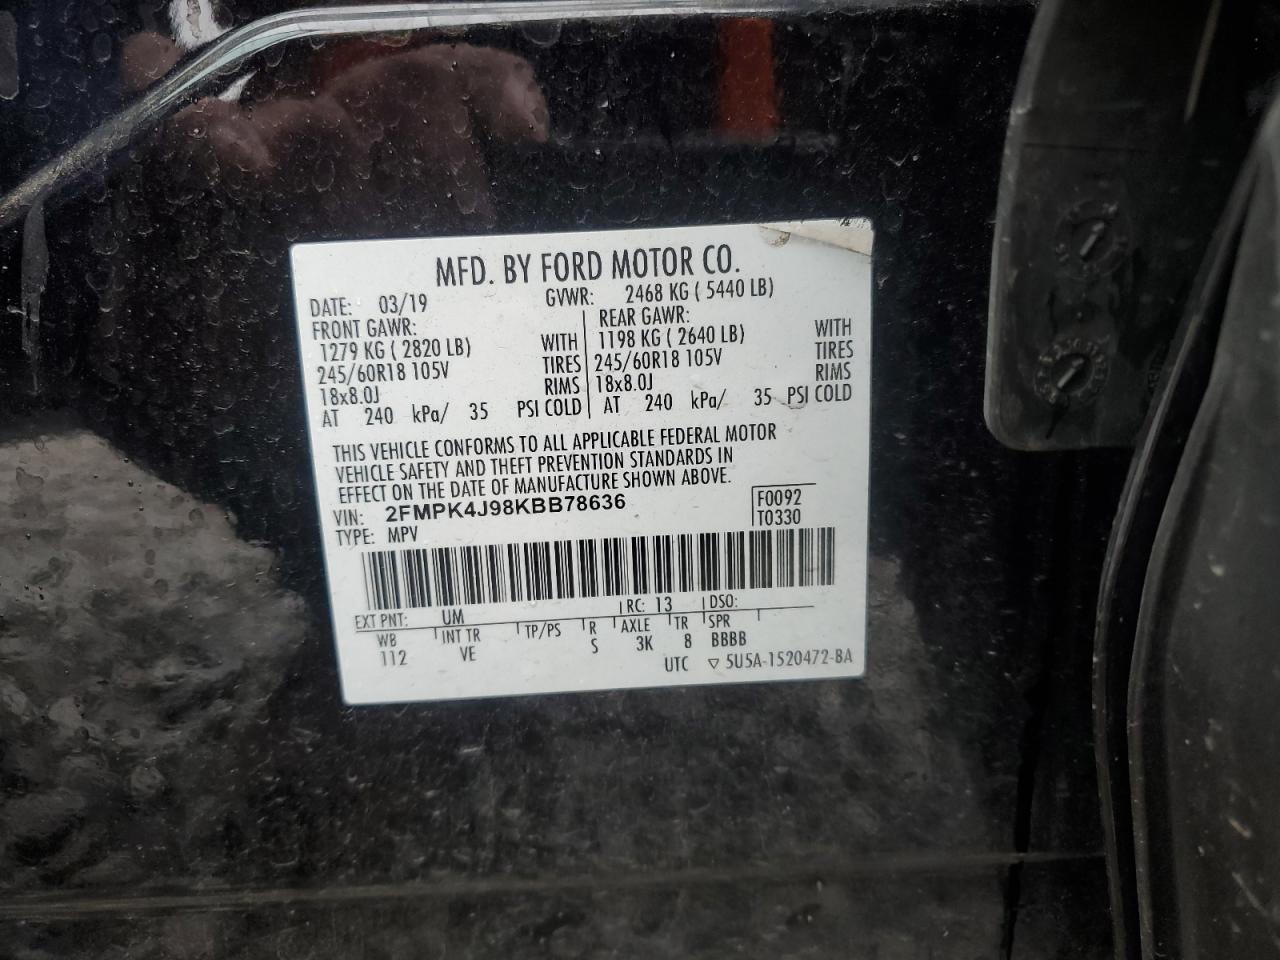 MFD. BY FORD MOTOR CO.
DATE: 03/19 GVWR: 2468 KG ( 5440 LB)
FRONT GAWR: REAR GAWR:
1279 KG ( 2820 LB) WITH 1198 KG ( 2640 LB) WITH
245/60R18 105V TIRES 245/60R18 105V TIRES
18x8.0J RIMS 18x8.0J RIMS
AT 240 kPa/ 35 PSI COLD AT 240 kPa/ 35 PSI COLD
THIS VEHICLE CONFORMS TO ALL APPLICABLE FEDERAL MOTOR
VEHICLE SAFETY AND THEFT PREVENTION STANDARDS IN
EFFECT ON THE DATE OF MANUFACTURE SHOWN ABOVE.
VIN: 2FMPK4J98KBB78636 F0092
TYPE: MPV T0330
EXT PNT: UM RC: 13 DSO:
WB INT TR TP/PS R AXLE TR SPR
112 VE S 3K 8 BBBB
UTC ▽ 5U5A-1520472-BA